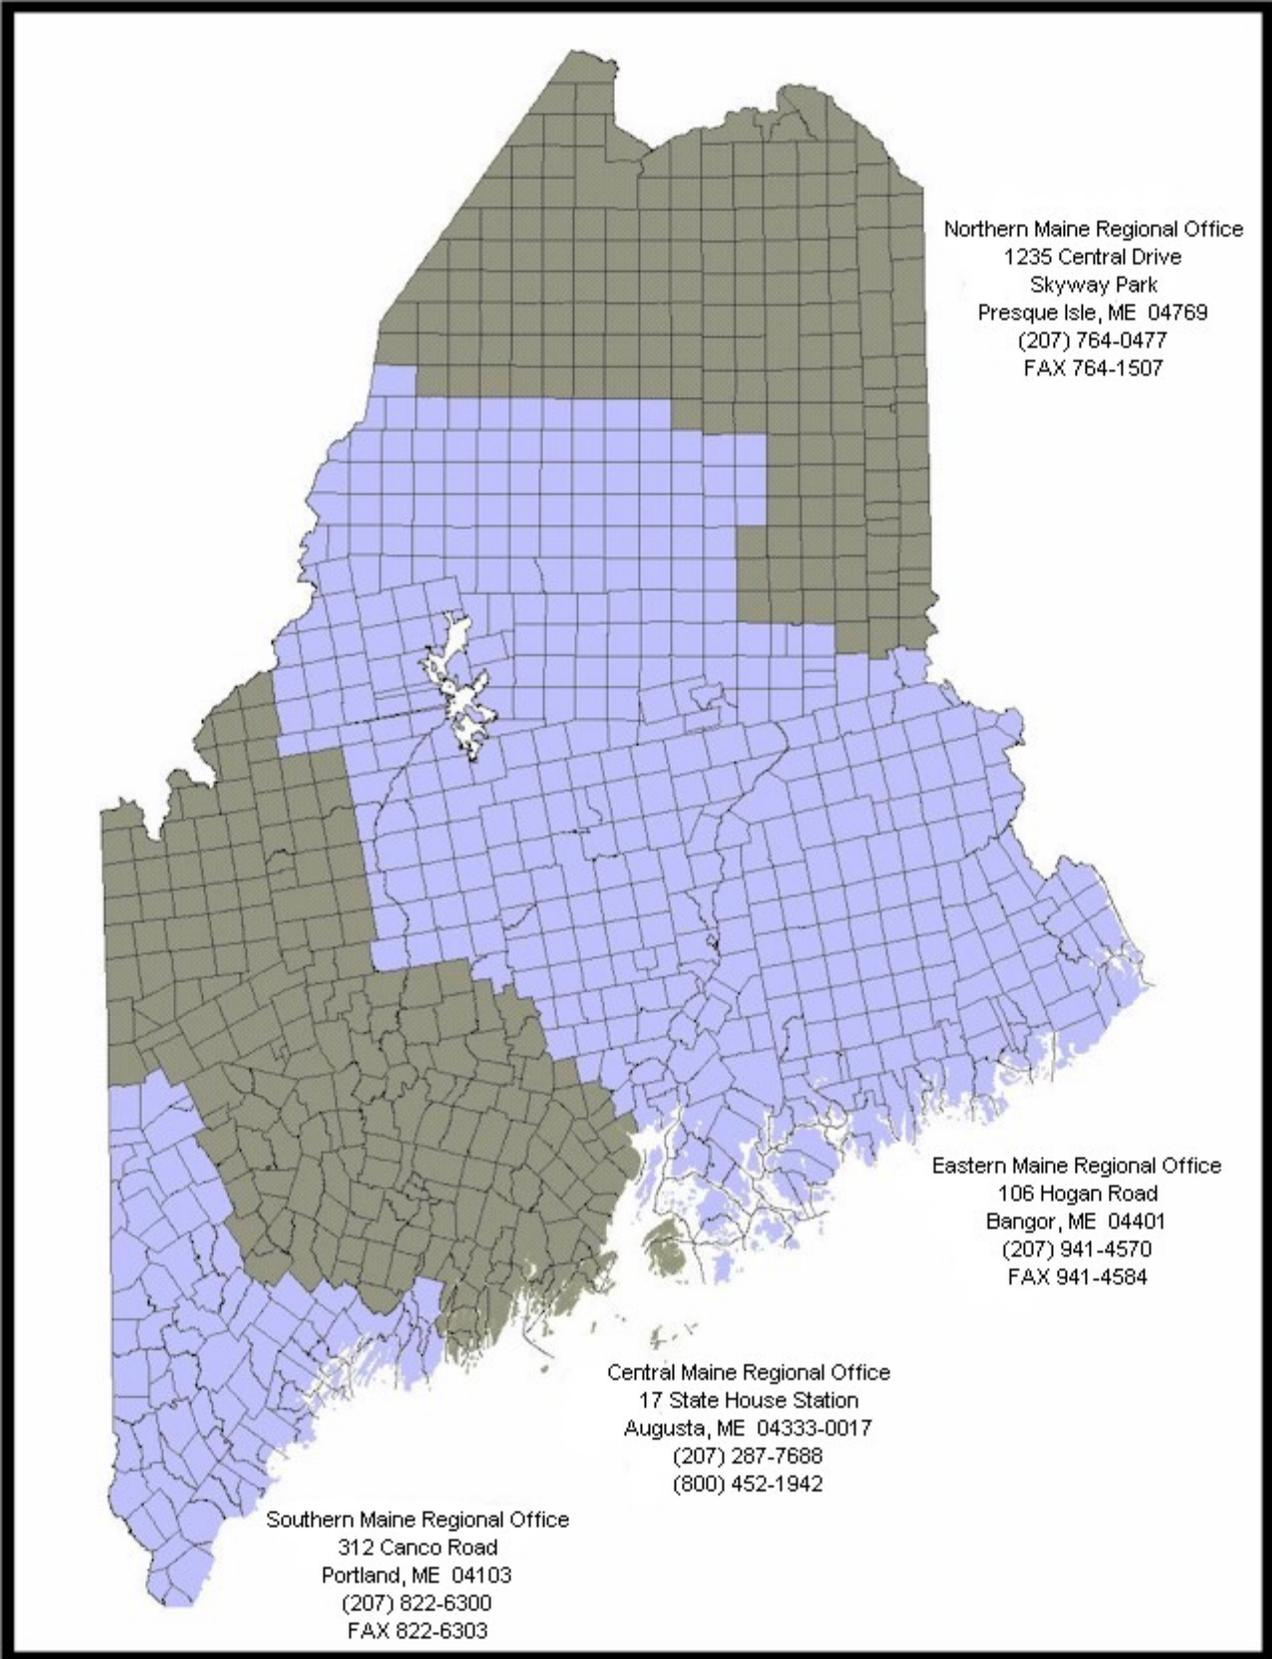 Northern Maine Regional Office
1235 Central Drive
Skyway Park
Presque Isle, ME 04769
(207) 764-0477
FAX 764-1507
Eastern Maine Regional Office
106 Hogan Road
Bangor, ME 04401
(207) 941-4570
FAX 941-4584
Central Maine Regional Office
17 State House Station
Augusta, ME 04333-0017
(207) 287-7688
(800) 452-1942
Southern Maine Regional Office
312 Canco Road
Portland, ME 04103
(207) 822-6300
FAX 822-6303